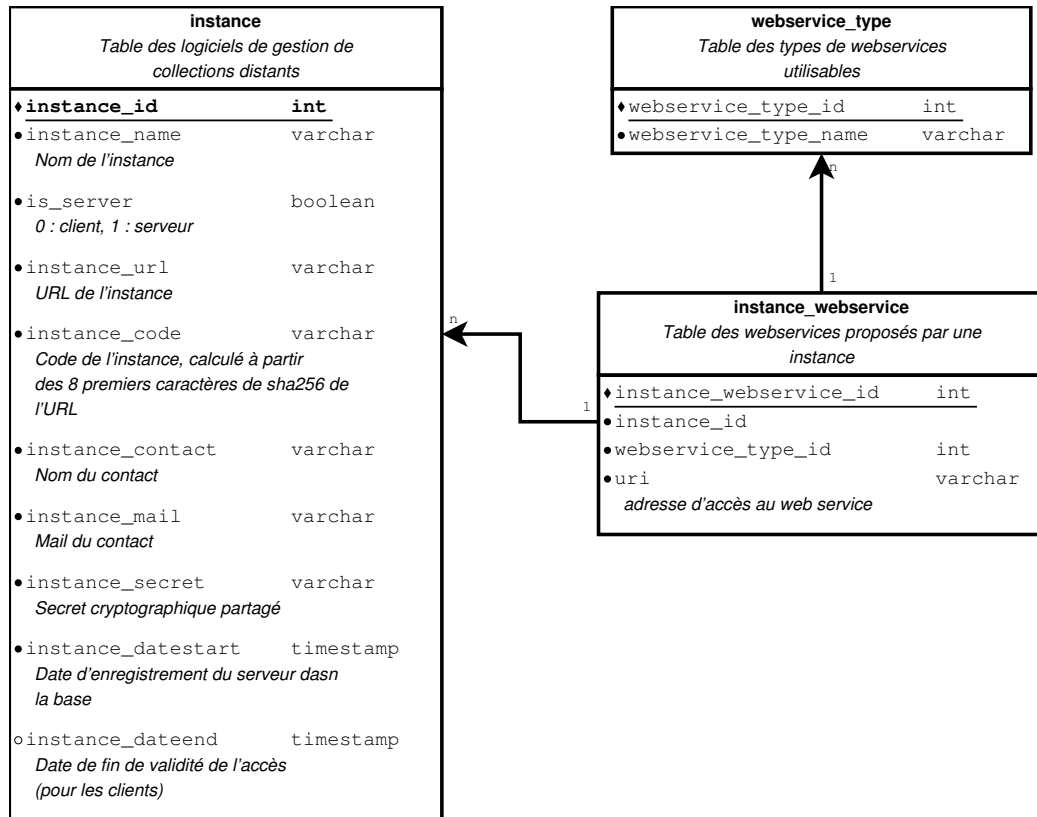 instance
Table des logiciels de gestion de
collections distants
instance_id int
instance_name varchar
Nom de l'instance
is_server boolean
0 : client, 1 : serveur
instance_url varchar
URL de l'instance
instance_code varchar
Code de l'instance, calculé à partir
des 8 premiers caractères de sha256 de
l'URL
instance_contact varchar
Nom du contact
instance_mail varchar
Mail du contact
instance_secret varchar
Secret cryptographique partagé
instance_datestart timestamp
Date d'enregistrement du serveur dasn
la base
instance_dateend timestamp
Date de fin de validité de l'accès
(pour les clients)
webservice_type
Table des types de webservices
utilisables
webservice_type_id int
webservice_type_name varchar
n
1
n
1
instance_webservice
Table des webservices proposés par une
instance
instance_webservice_id int
instance_id
webservice_type_id int
uri varchar
adresse d'accès au web service